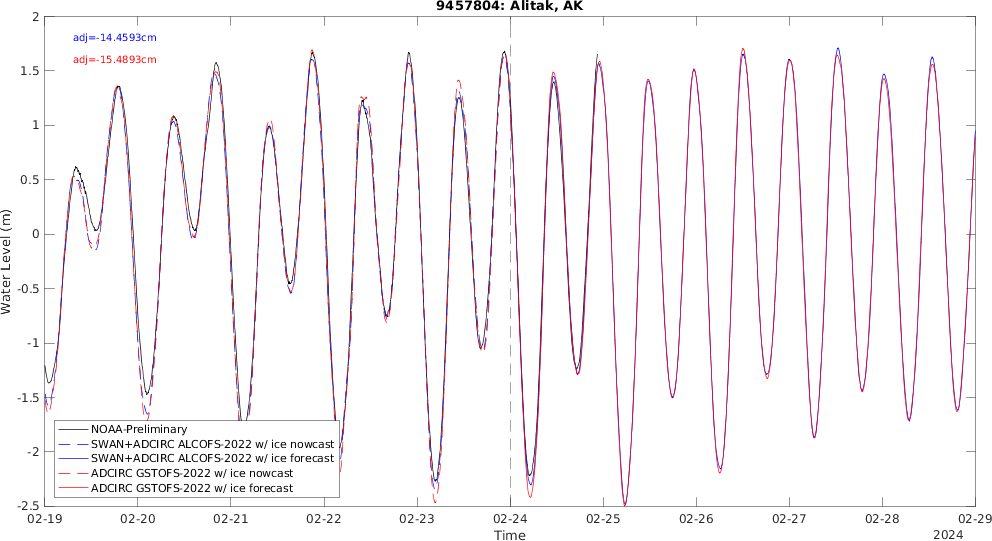 9457804: Alitak, AK
adj=-14.4593cm
adj=-15.4893cm
2
1.5
1
0.5
0
-0.5
-1
-1.5
-2
-2.5
Water Level (m)
NOAA-Preliminary
SWAN+ADCIRC ALCOFS-2022 w/ ice nowcast
SWAN+ADCIRC ALCOFS-2022 w/ ice forecast
ADCIRC GSTOFS-2022 w/ ice nowcast
ADCIRC GSTOFS-2022 w/ ice forecast
02-19 02-20 02-21 02-22 02-23 02-24 02-25 02-26 02-27 02-28 02-29
Time
2024